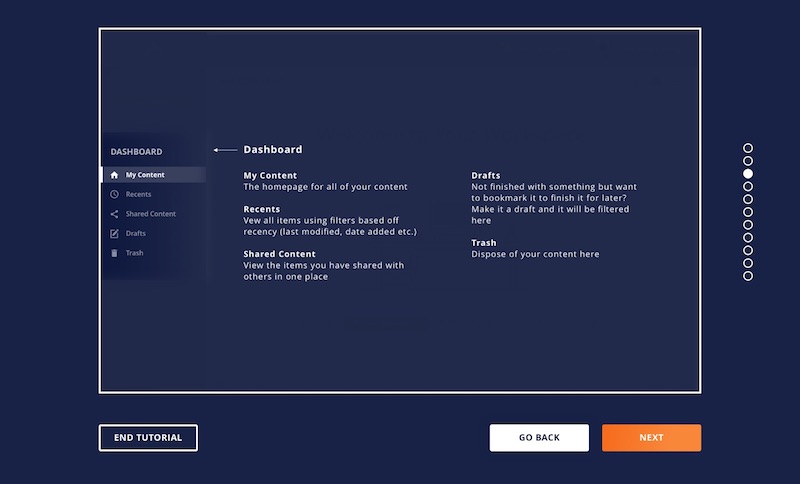 DASHBOARD
My Content
Recents
Shared Content
Drafts
Trash
Dashboard
My Content
The homepage for all of your content
Recents
Vew all items using filters based off
recency (last modified, date added etc.)
Shared Content
View the items you have shared with
others in one place
Drafts
Not finished with something but want
to bookmark it to finish it for later?
Make it a draft and it will be filtered
here
Trash
Dispose of your content here
END TUTORIAL
GO BACK
NEXT